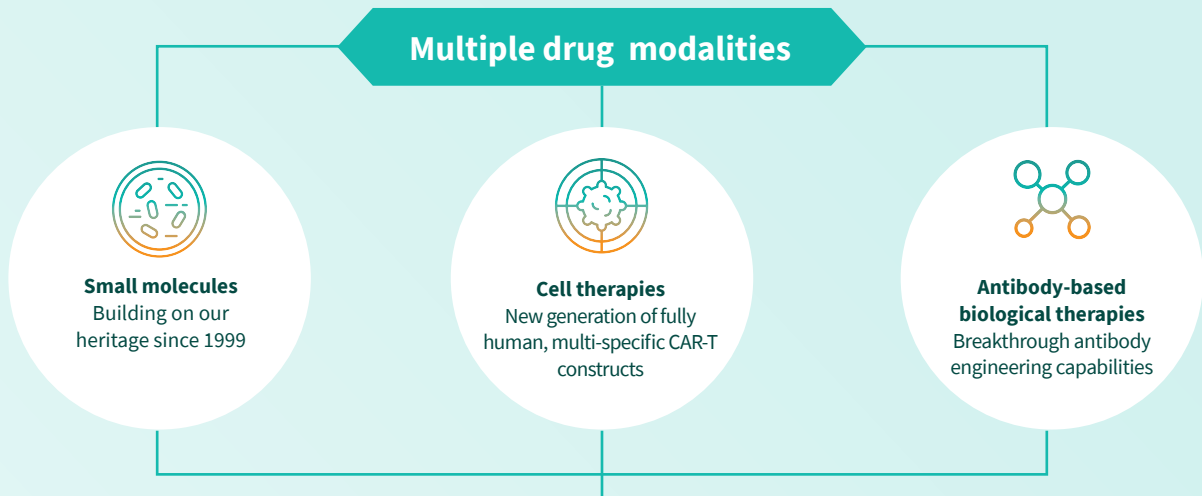 Multiple drug modalities
Small molecules
Building on our
heritage since 1999
Cell therapies
New generation of fully
human, multi-specific CAR-T
constructs
Antibody-based
biological therapies
Breakthrough antibody
engineering capabilities